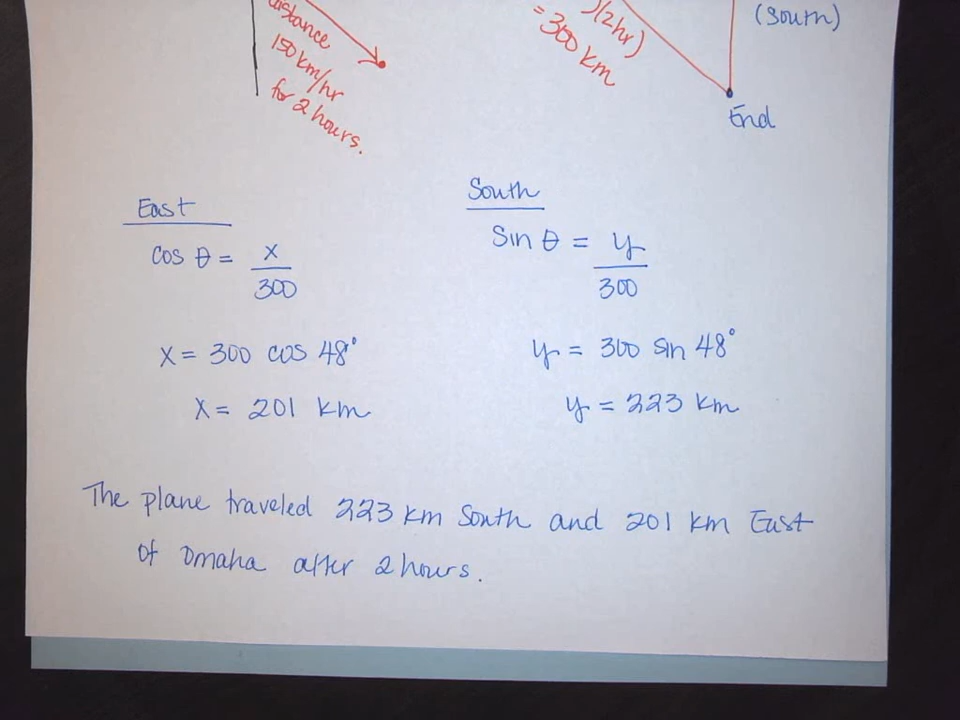 distance
150 km/hr
for 2 hours.
)(2hr)
= 300 km
(South)
End
East
cos θ = x
300
x = 300 cos 48°
x = 201 km
South
Sin θ = y
300
y = 300 sin 48°
y = 223 km
The plane traveled 223 km South and 201 km East
of Omaha after 2 hours.